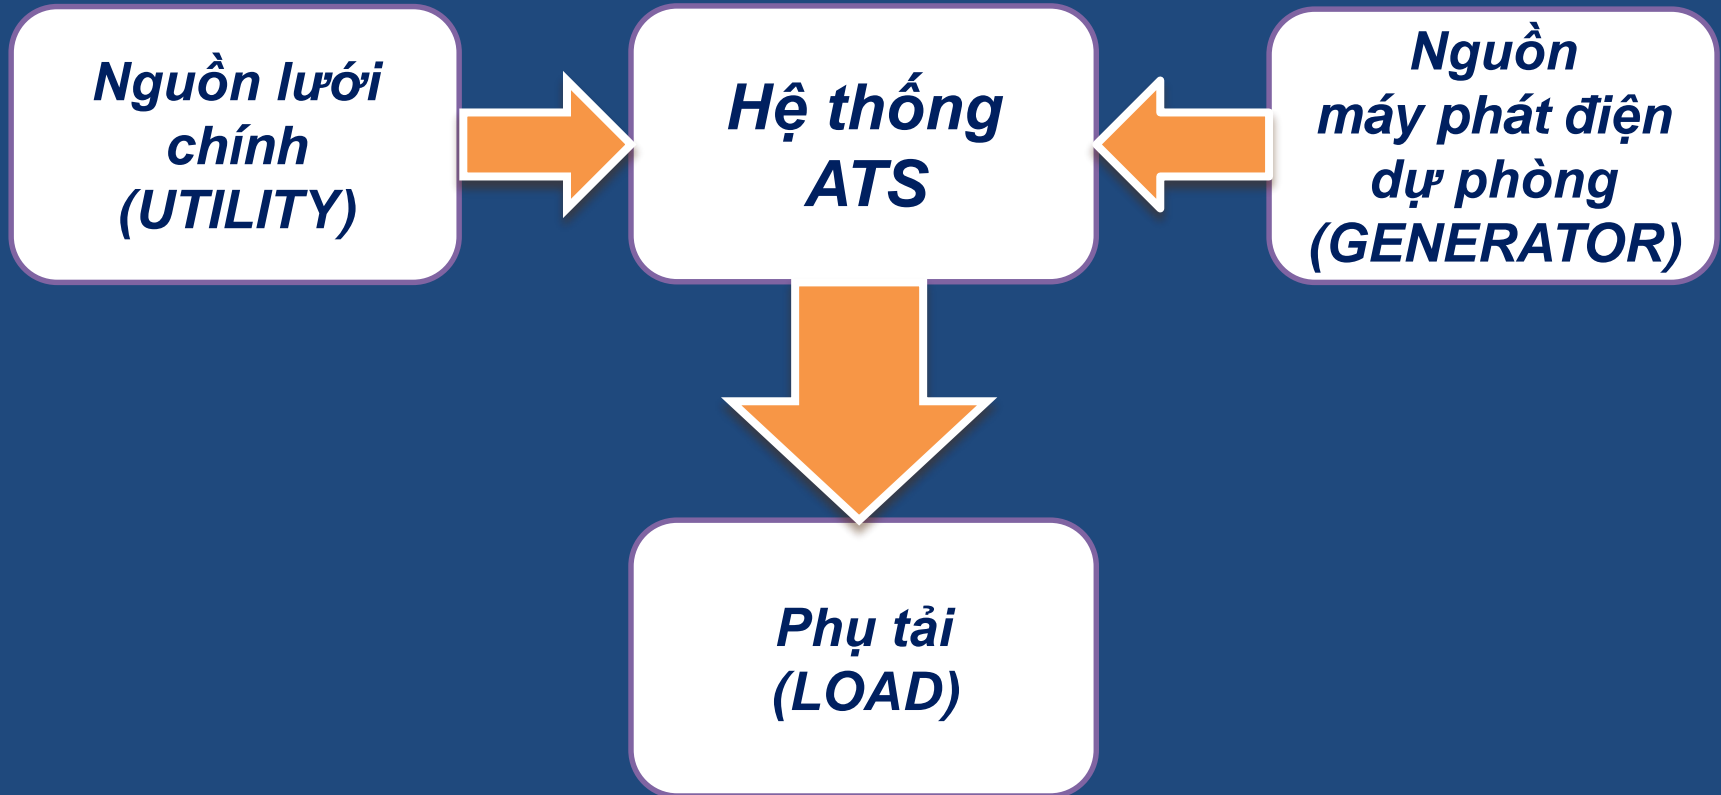 Nguồn lưới
chính
(UTILITY)
Hệ thống
ATS
Nguồn
máy phát điện
dự phòng
(GENERATOR)
Phụ tải
(LOAD)